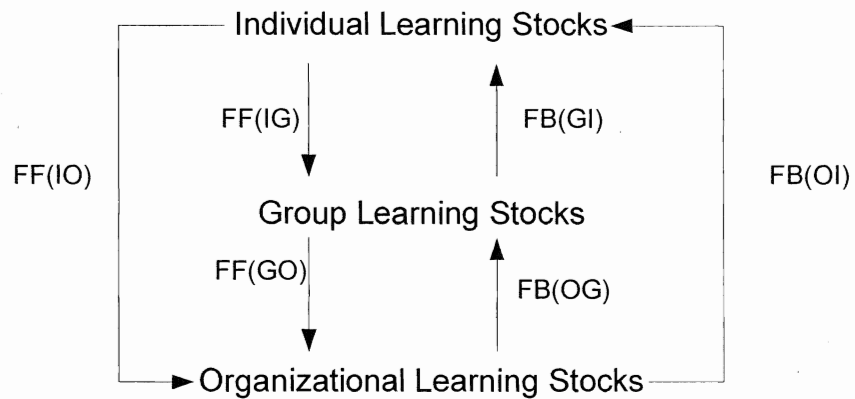 Individual Learning Stocks
FF(IG)
FB(GI)
FF(IO)
FB(OI)
Group Learning Stocks
FF(GO)
FB(OG)
Organizational Learning Stocks